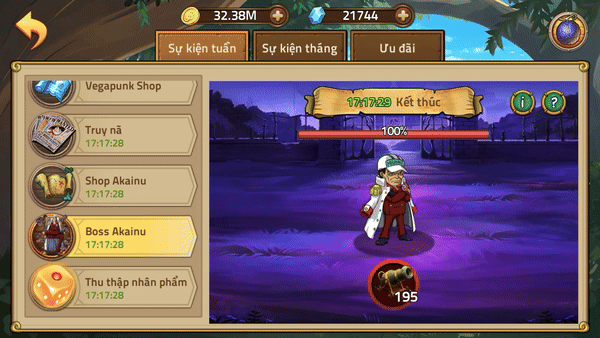 32.38M
21744
Sự kiện tuần
Sự kiện tháng
Ưu đãi
Vegapunk Shop
Truy nã
17:17:28
Shop Akainu
17:17:28
Boss Akainu
17:17:28
Thu thập nhân phẩm
17:17:28
17:17:29 Kết thúc
i
?
100%
195